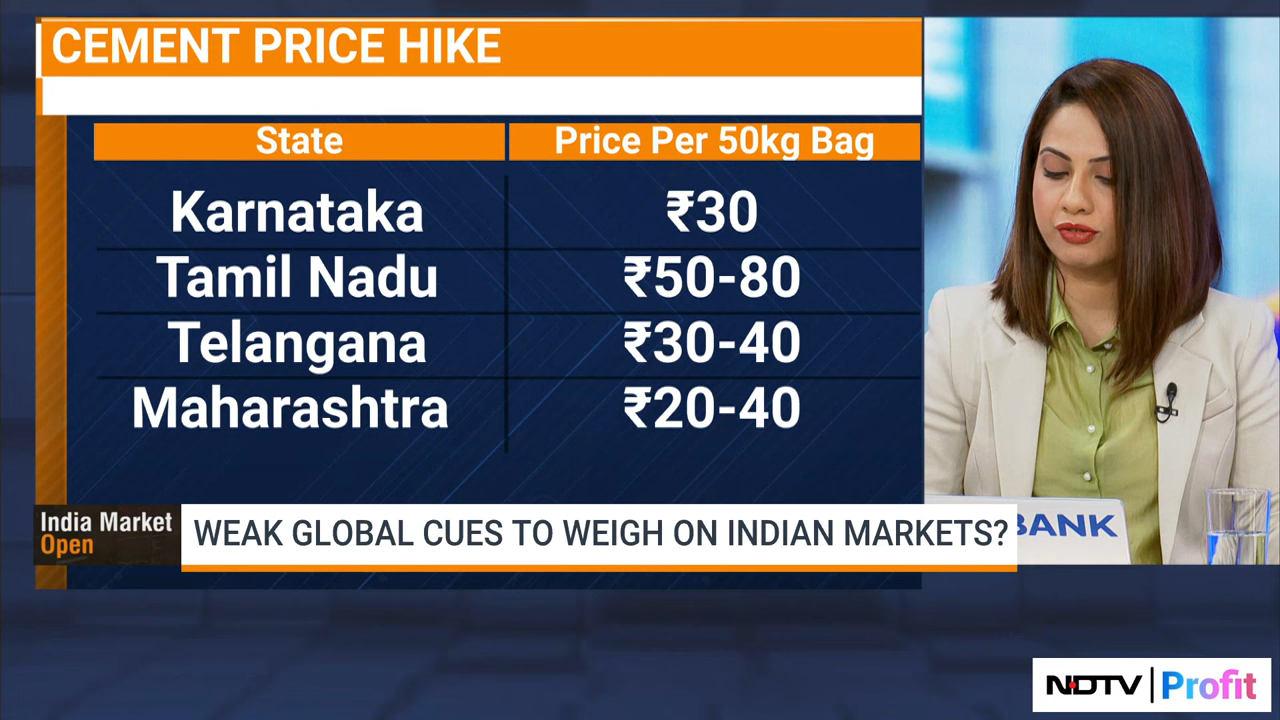 CEMENT PRICE HIKE
State Price Per 50kg Bag
Karnataka ₹30
Tamil Nadu ₹50-80
Telangana ₹30-40
Maharashtra ₹20-40
India Market
Open
WEAK GLOBAL CUES TO WEIGH ON INDIAN MARKETS?
BANK
NDTV Profit